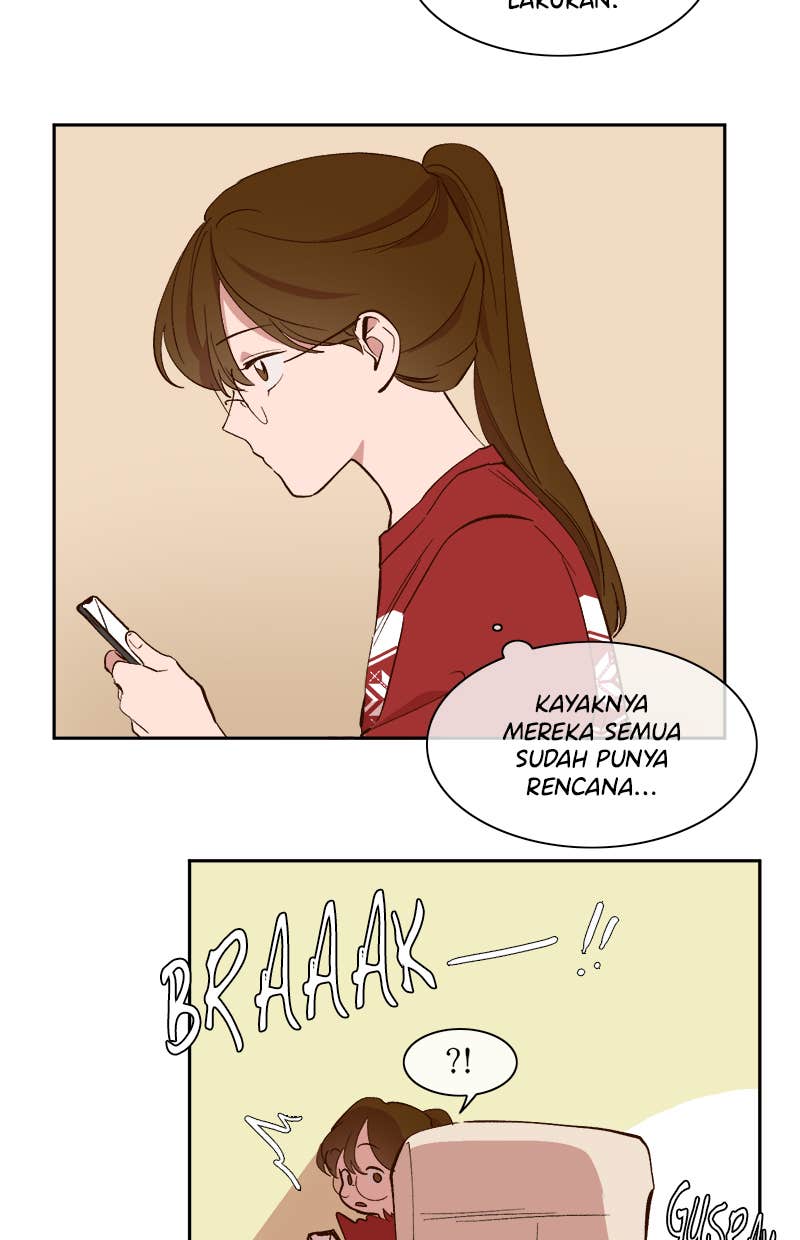 LAKUKAN.
KAYAKNYA
MEREKA SEMUA
SUDAH PUNYA
RENCANA...
BRAAAK—!!
?!